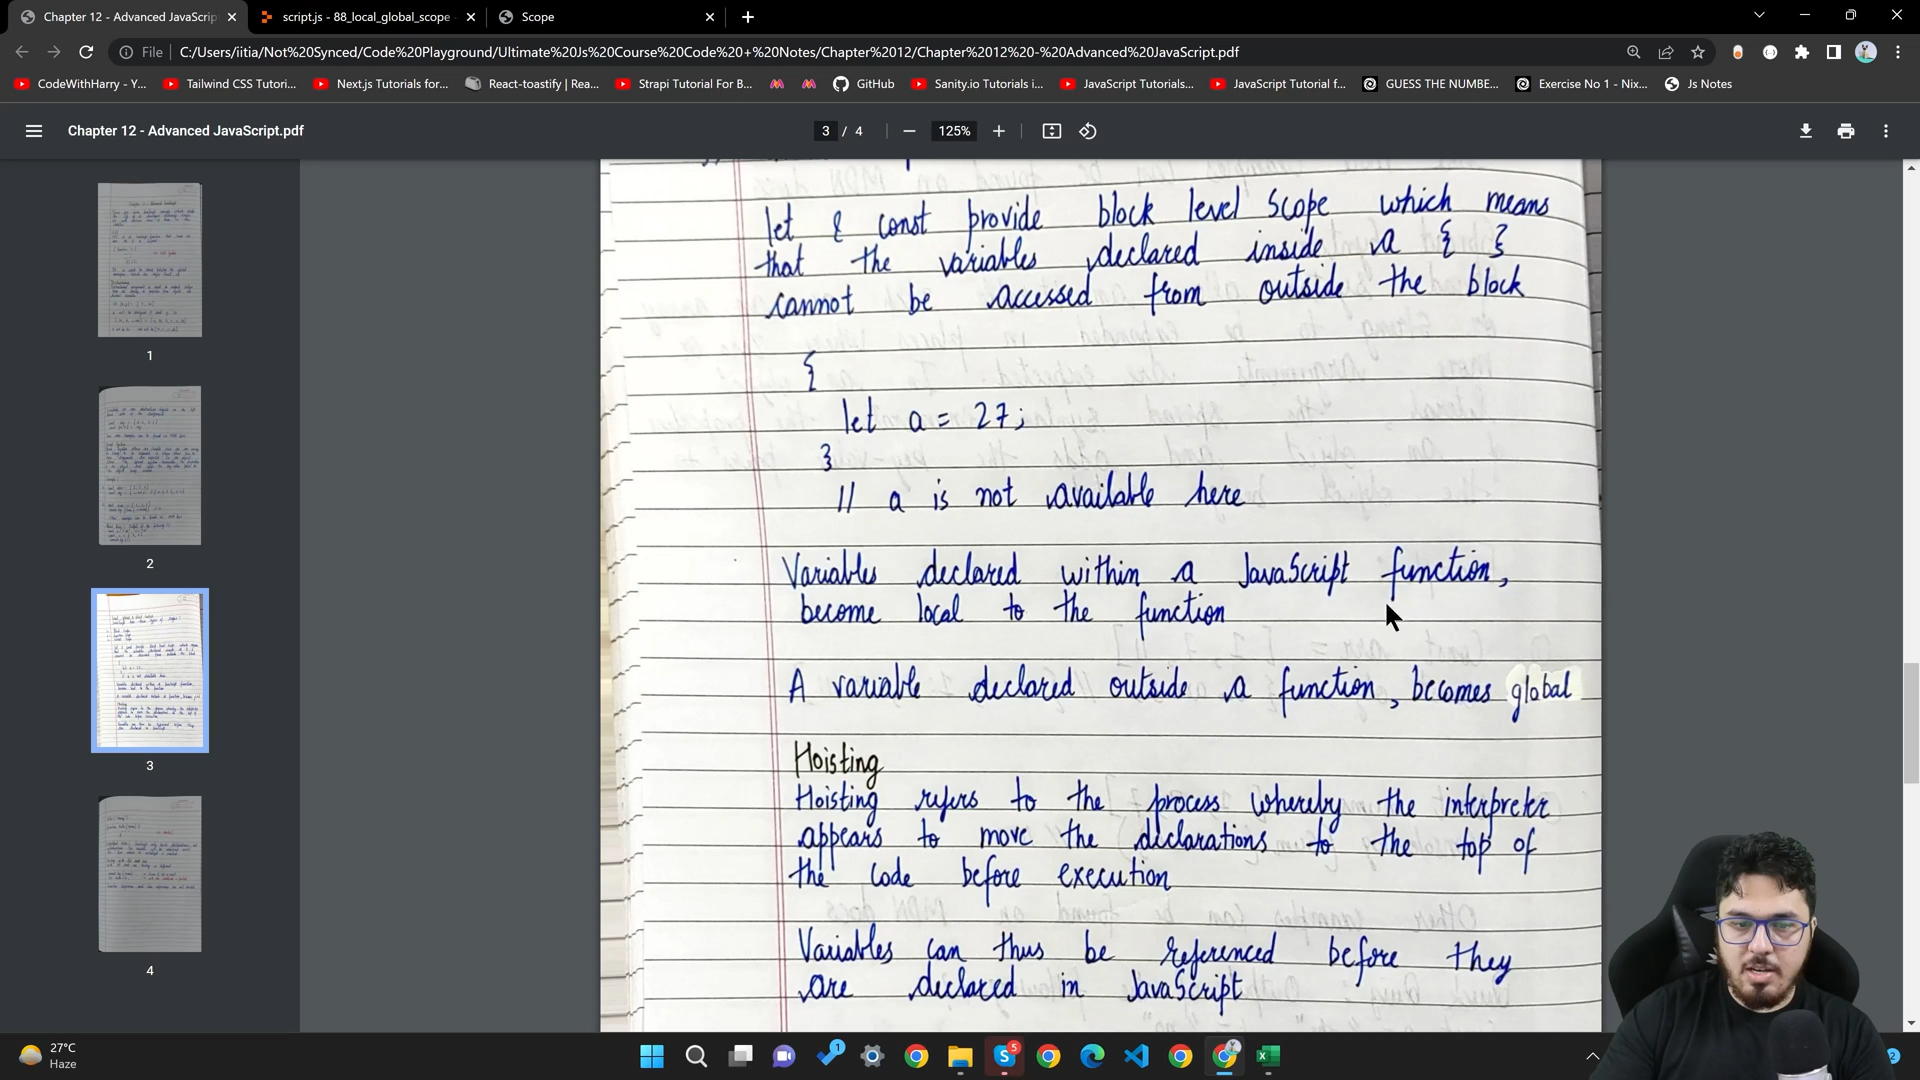 Chapter 12 - Advanced JavaScrip
script.js - 88_local_global_scope -
Scope
File
C:/Users/iitia/Not%20Synced/Code%20Playground/Ultimate%20Js%20Course%20Code%20+%20Notes/Chapter%2012/Chapter%2012%20-%20Advanced%20JavaScript.pdf
CodeWithHarry - Y...
Tailwind CSS Tutori...
Next.js Tutorials for...
React-toastify | Rea...
Strapi Tutorial For B...
GitHub
Sanity.io Tutorials i...
JavaScript Tutorials...
JavaScript Tutorial f...
GUESS THE NUMBE...
Exercise No 1 - Nix...
Js Notes
Chapter 12 - Advanced JavaScript.pdf
3 / 4
125%
let & const provide block level scope which means
that the variables declared inside a { }
cannot be accessed from outside the block
{
let a = 27;
}
// a is not available here
Variables declared within a JavaScript function,
become local to the function
A variable declared outside a function, becomes global
Hoisting
Hoisting refers to the process whereby the interpreter
appears to move the declarations to the top of
the code before execution
Variables can thus be referenced before they
are declared in JavaScript
1
2
3
4
27°C
Haze
1
5
2